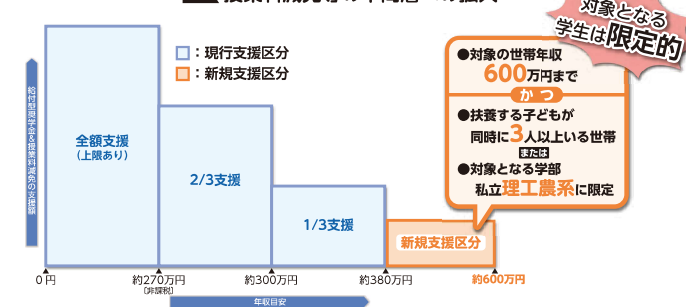 対象となる
学生は限定的
：現行支援区分
：新規支援区分
●対象の世帯年収
600万円まで
かつ
●扶養する子どもが
同時に3人以上いる世帯
または
●対象となる学部
私立理工農系に限定
給付型奨学金&授業料減免の支援額
全額支援
(上限あり)
2/3支援
1/3支援
新規支援区分
0円
約270万円
[非課税]
約300万円
約380万円
約600万円
年収目安